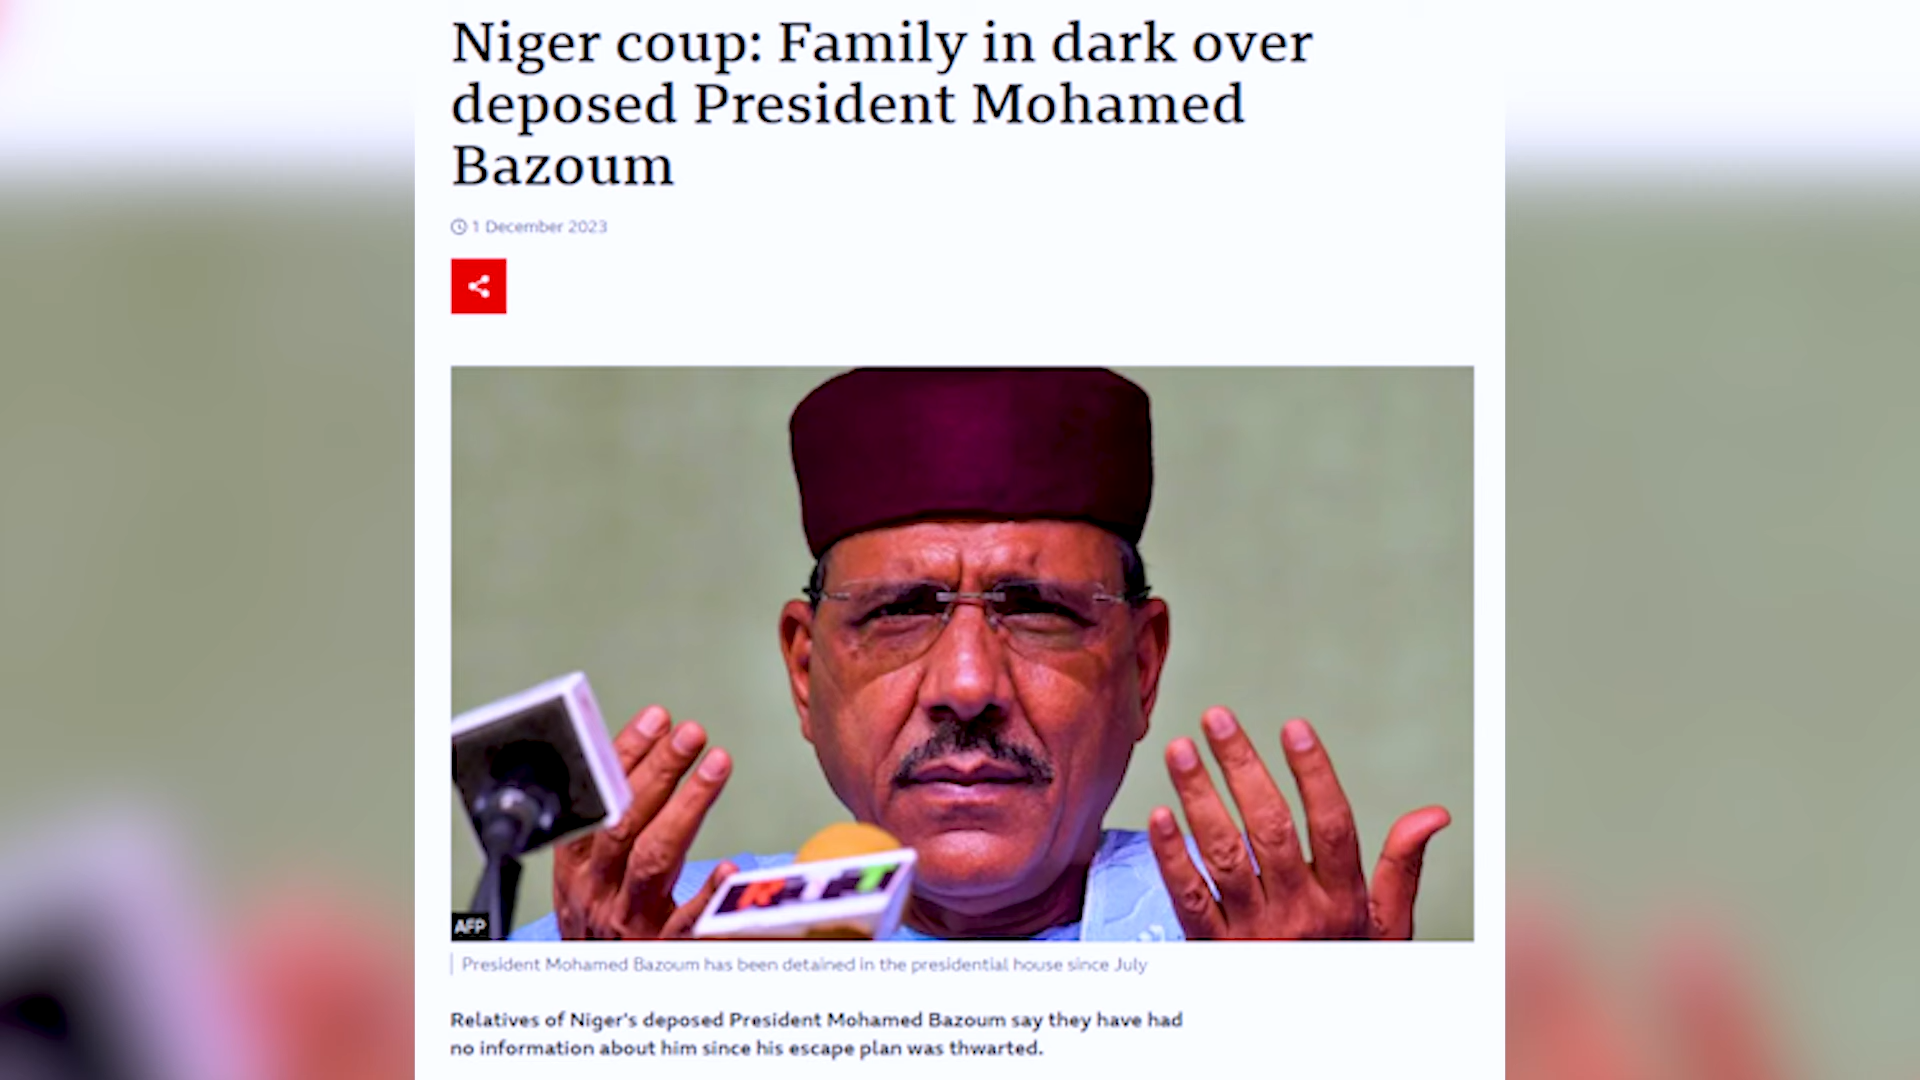 Niger coup: Family in dark over
deposed President Mohamed
Bazoum
1 December 2023
RTT
AFP
President Mohamed Bazoum has been detained in the presidential house since July
Relatives of Niger's deposed President Mohamed Bazoum say they have had
no information about him since his escape plan was thwarted.